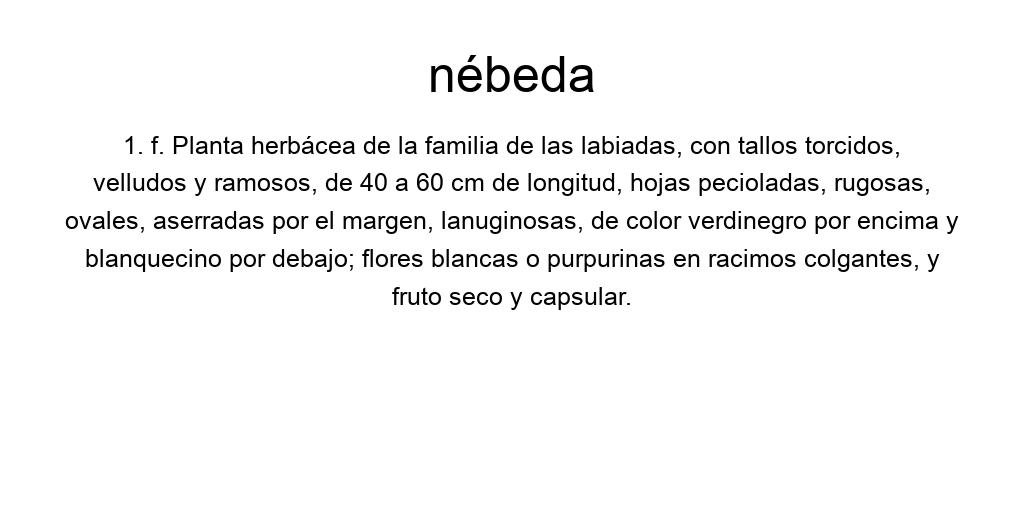 nébeda
1. f. Planta herbácea de la familia de las labiadas, con tallos torcidos,
velludos y ramosos, de 40 a 60 cm de longitud, hojas pecioladas, rugosas,
ovales, aserradas por el margen, lanuginosas, de color verdinegro por encima y
blanquecino por debajo; flores blancas o purpurinas en racimos colgantes, y
fruto seco y capsular.